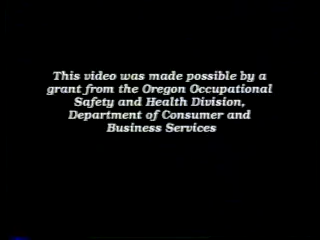 This video was made possible by a
grant from the Oregon Occupational
Safety and Health Division,
Department of Consumer and
Business Services